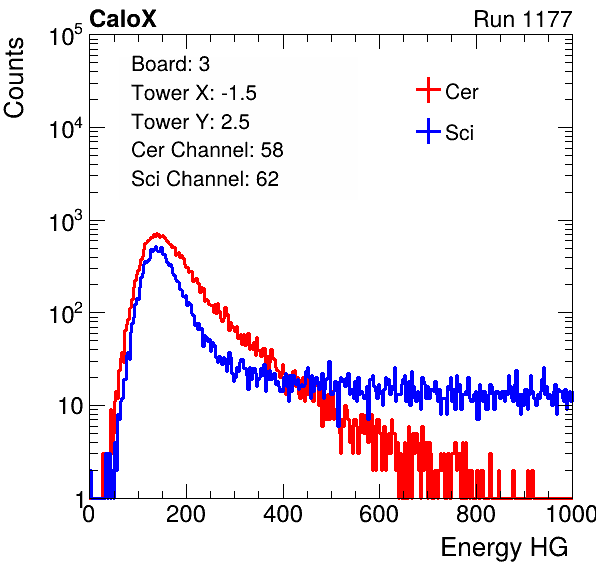 CaloX Run 1177
Counts
10^5
10^4
10^3
10^2
10
1
Board: 3
Tower X: -1.5
Tower Y: 2.5
Cer Channel: 58
Sci Channel: 62
Cer
Sci
0 200 400 600 800 1000
Energy HG